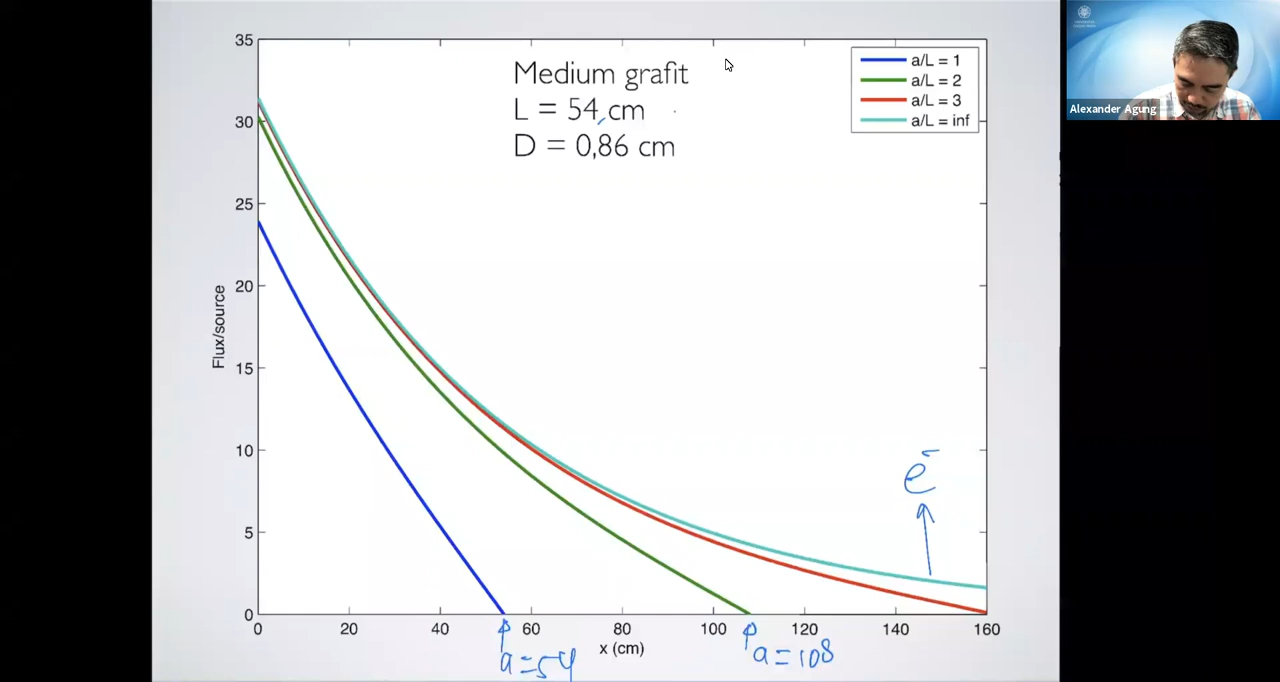 Medium grafit
L = 54 cm
D = 0,86 cm
a/L = 1
a/L = 2
a/L = 3
a/L = inf
Flux/source
35
30
25
20
15
10
5
0
0 20 40 60 80 100 120 140 160
x (cm)
a=54
a=108
e⁻
Alexander Agung